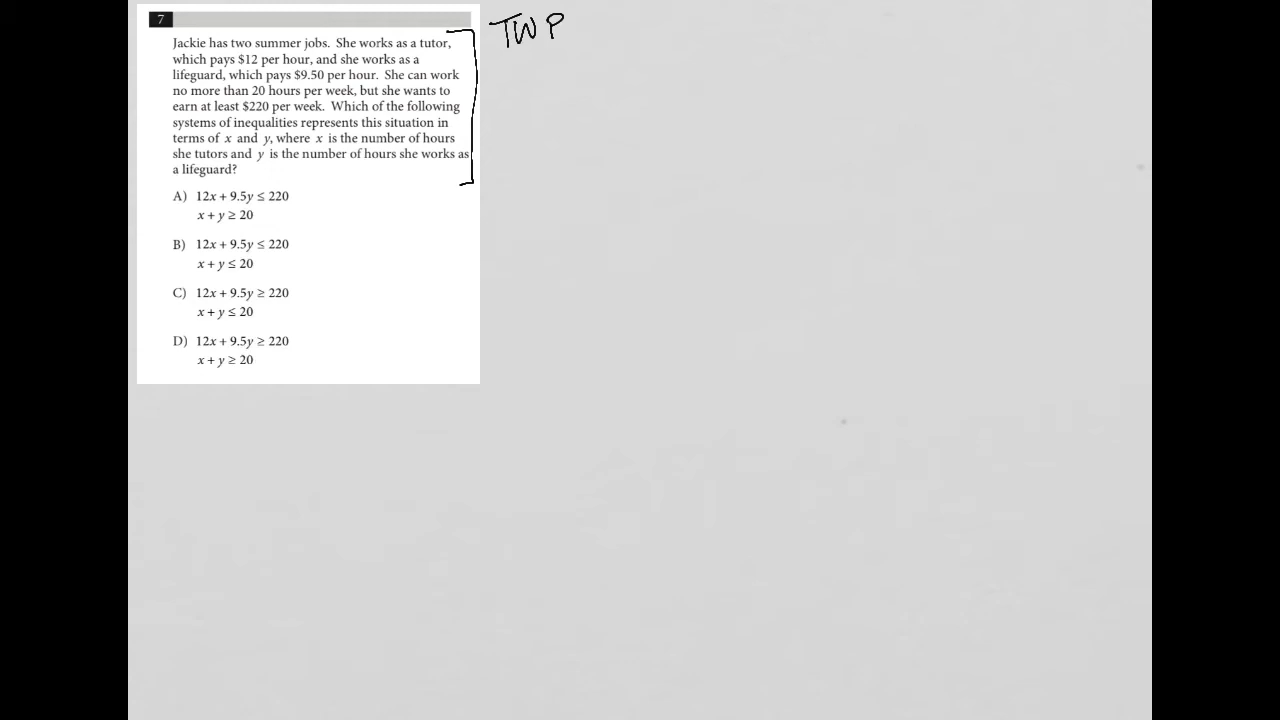 7
TWP
Jackie has two summer jobs. She works as a tutor,
which pays $12 per hour, and she works as a
lifeguard, which pays $9.50 per hour. She can work
no more than 20 hours per week, but she wants to
earn at least $220 per week. Which of the following
systems of inequalities represents this situation in
terms of x and y, where x is the number of hours
she tutors and y is the number of hours she works as
a lifeguard?
A) 12x + 9.5y ≤ 220
x + y ≥ 20
B) 12x + 9.5y ≤ 220
x + y ≤ 20
C) 12x + 9.5y ≥ 220
x + y ≤ 20
D) 12x + 9.5y ≥ 220
x + y ≥ 20